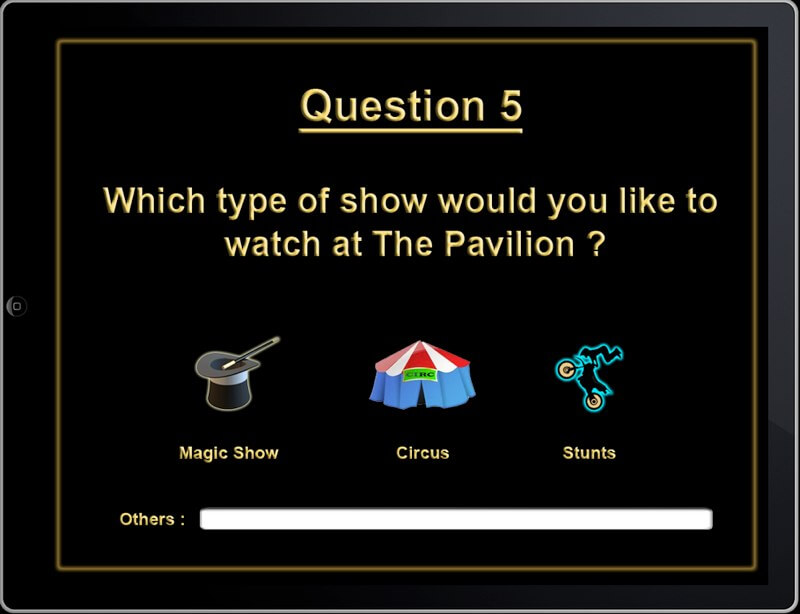 Question 5
Which type of show would you like to
watch at The Pavilion ?
CIRC
Magic Show
Circus
Stunts
Others :